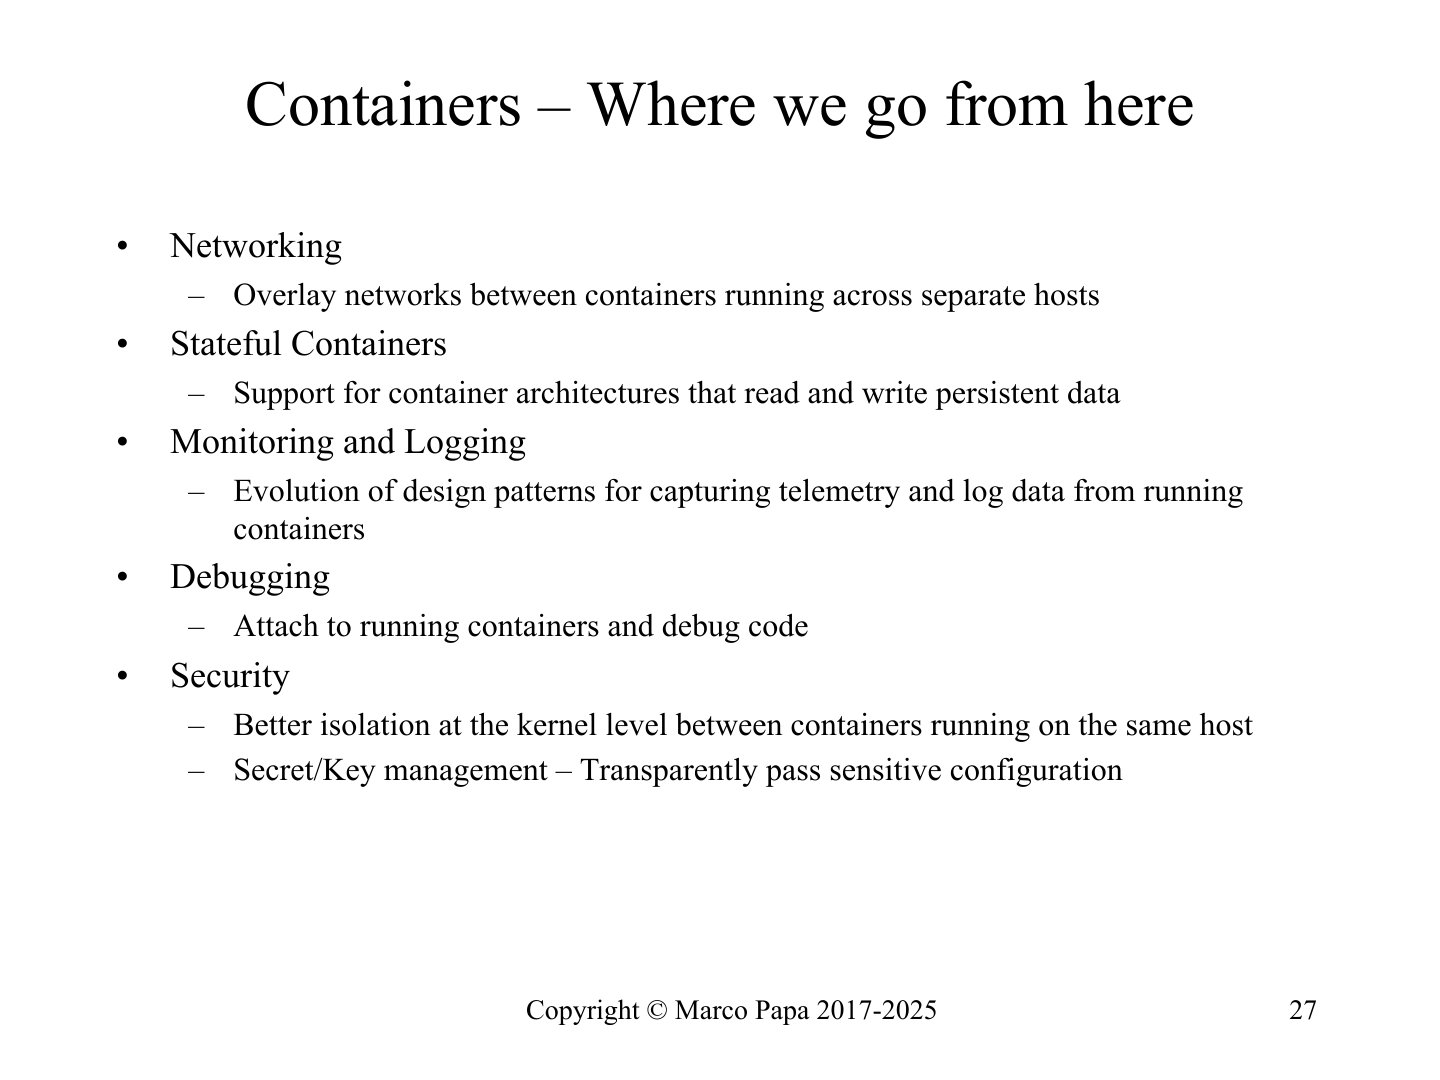 Containers – Where we go from here
• Networking
– Overlay networks between containers running across separate hosts
• Stateful Containers
– Support for container architectures that read and write persistent data
• Monitoring and Logging
– Evolution of design patterns for capturing telemetry and log data from running
containers
• Debugging
– Attach to running containers and debug code
• Security
– Better isolation at the kernel level between containers running on the same host
– Secret/Key management – Transparently pass sensitive configuration
Copyright © Marco Papa 2017-2025 27